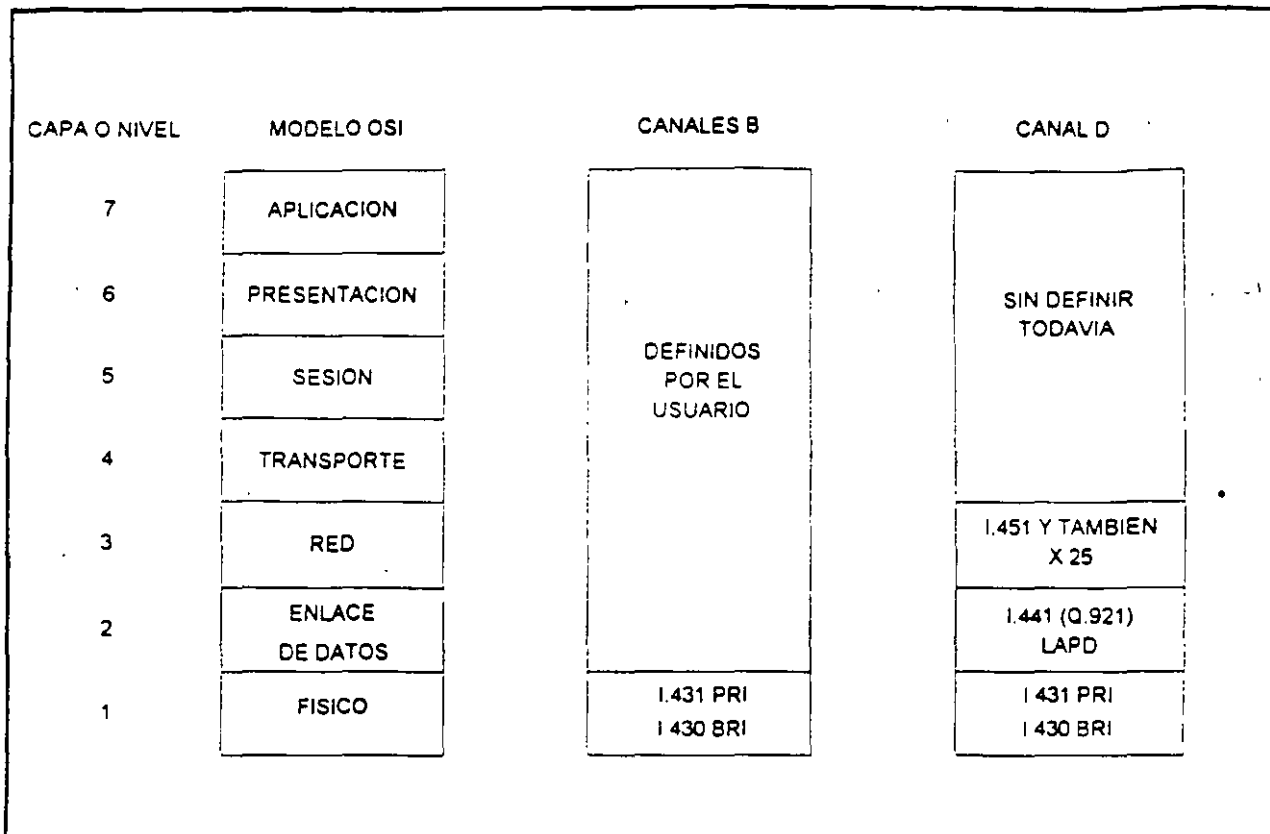 CAPA O NIVEL MODELO OSI CANALES B CANAL D
7 APLICACION
6 PRESENTACION
5 SESION
4 TRANSPORTE
3 RED
2 ENLACE
DE DATOS
1 FISICO
DEFINIDOS
POR EL
USUARIO
I.431 PRI
I 430 BRI
SIN DEFINIR
TODAVIA
I.451 Y TAMBIEN
X 25
I.441 (Q.921)
LAPD
I 431 PRI
I 430 BRI